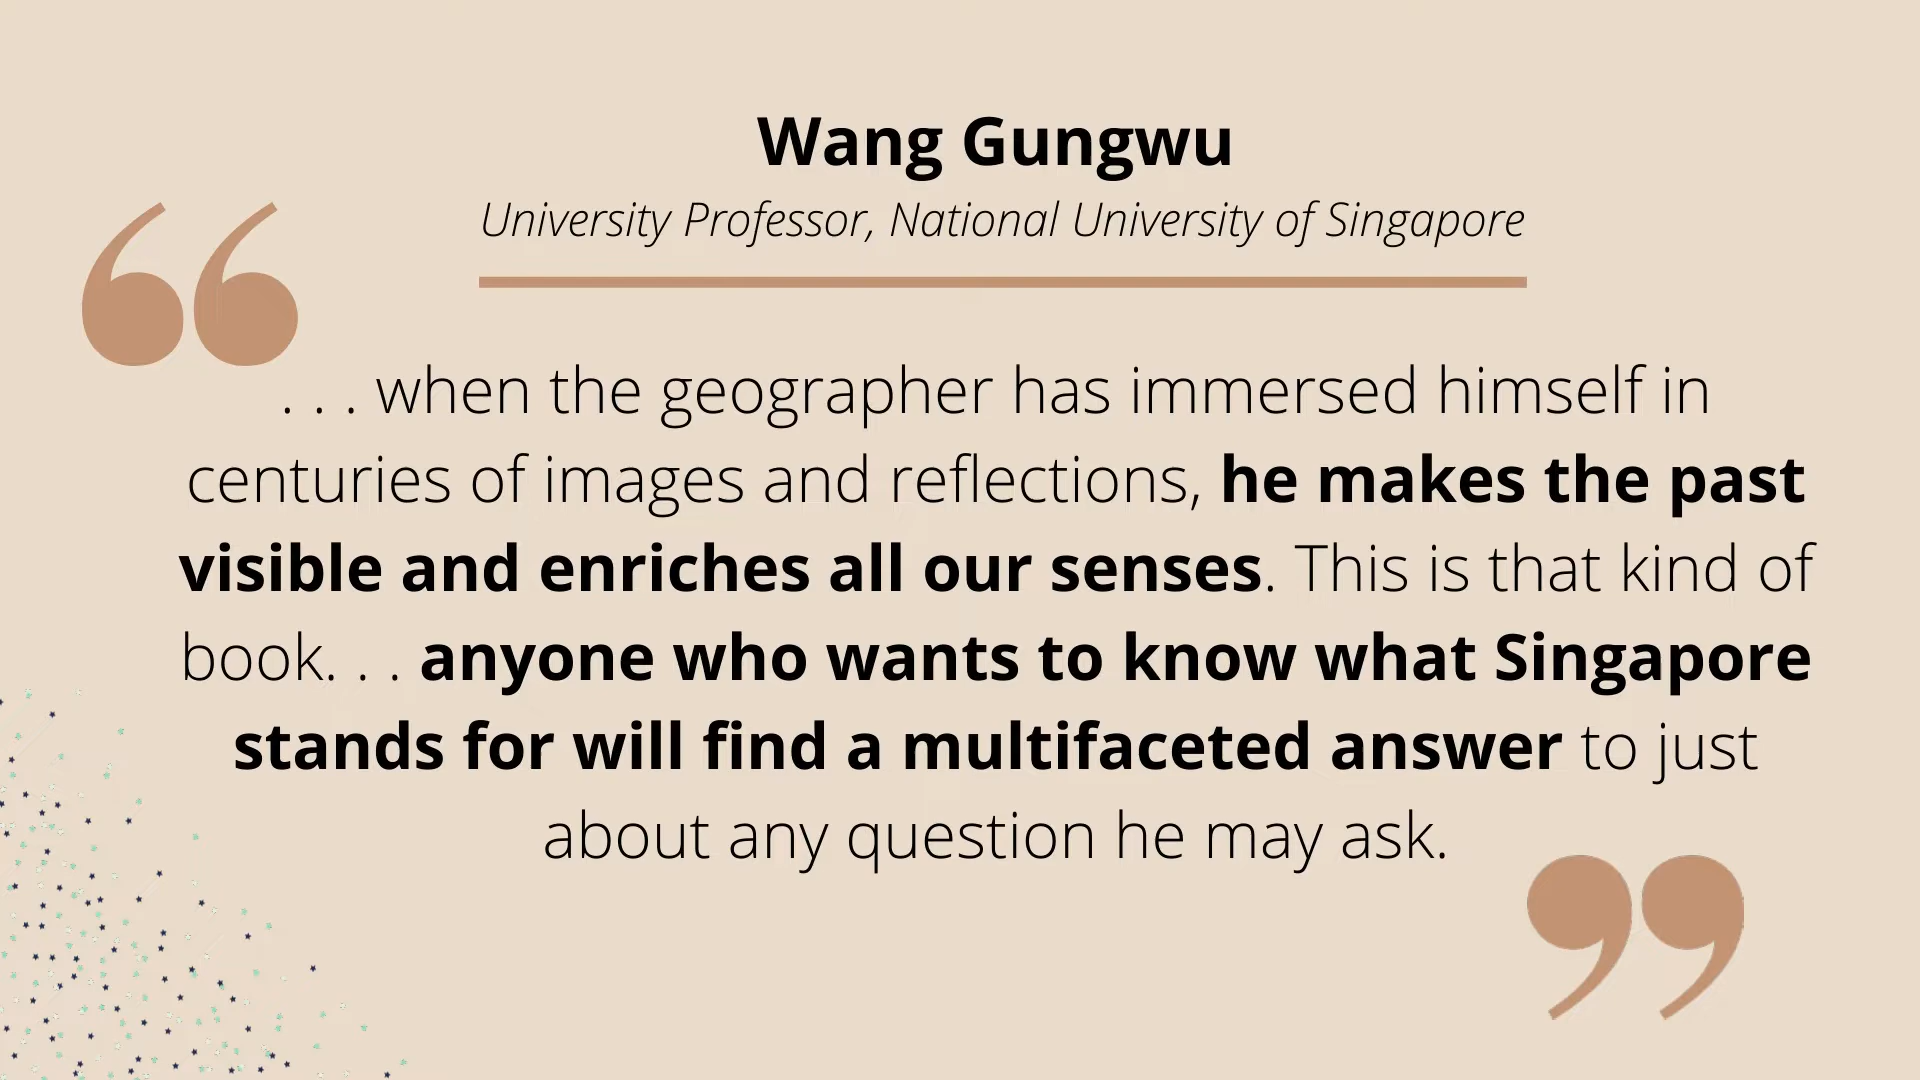 Wang Gungwu
University Professor, National University of Singapore
“
. . . when the geographer has immersed himself in
centuries of images and reflections, he makes the past
visible and enriches all our senses. This is that kind of
book. . . anyone who wants to know what Singapore
stands for will find a multifaceted answer to just
about any question he may ask.
”